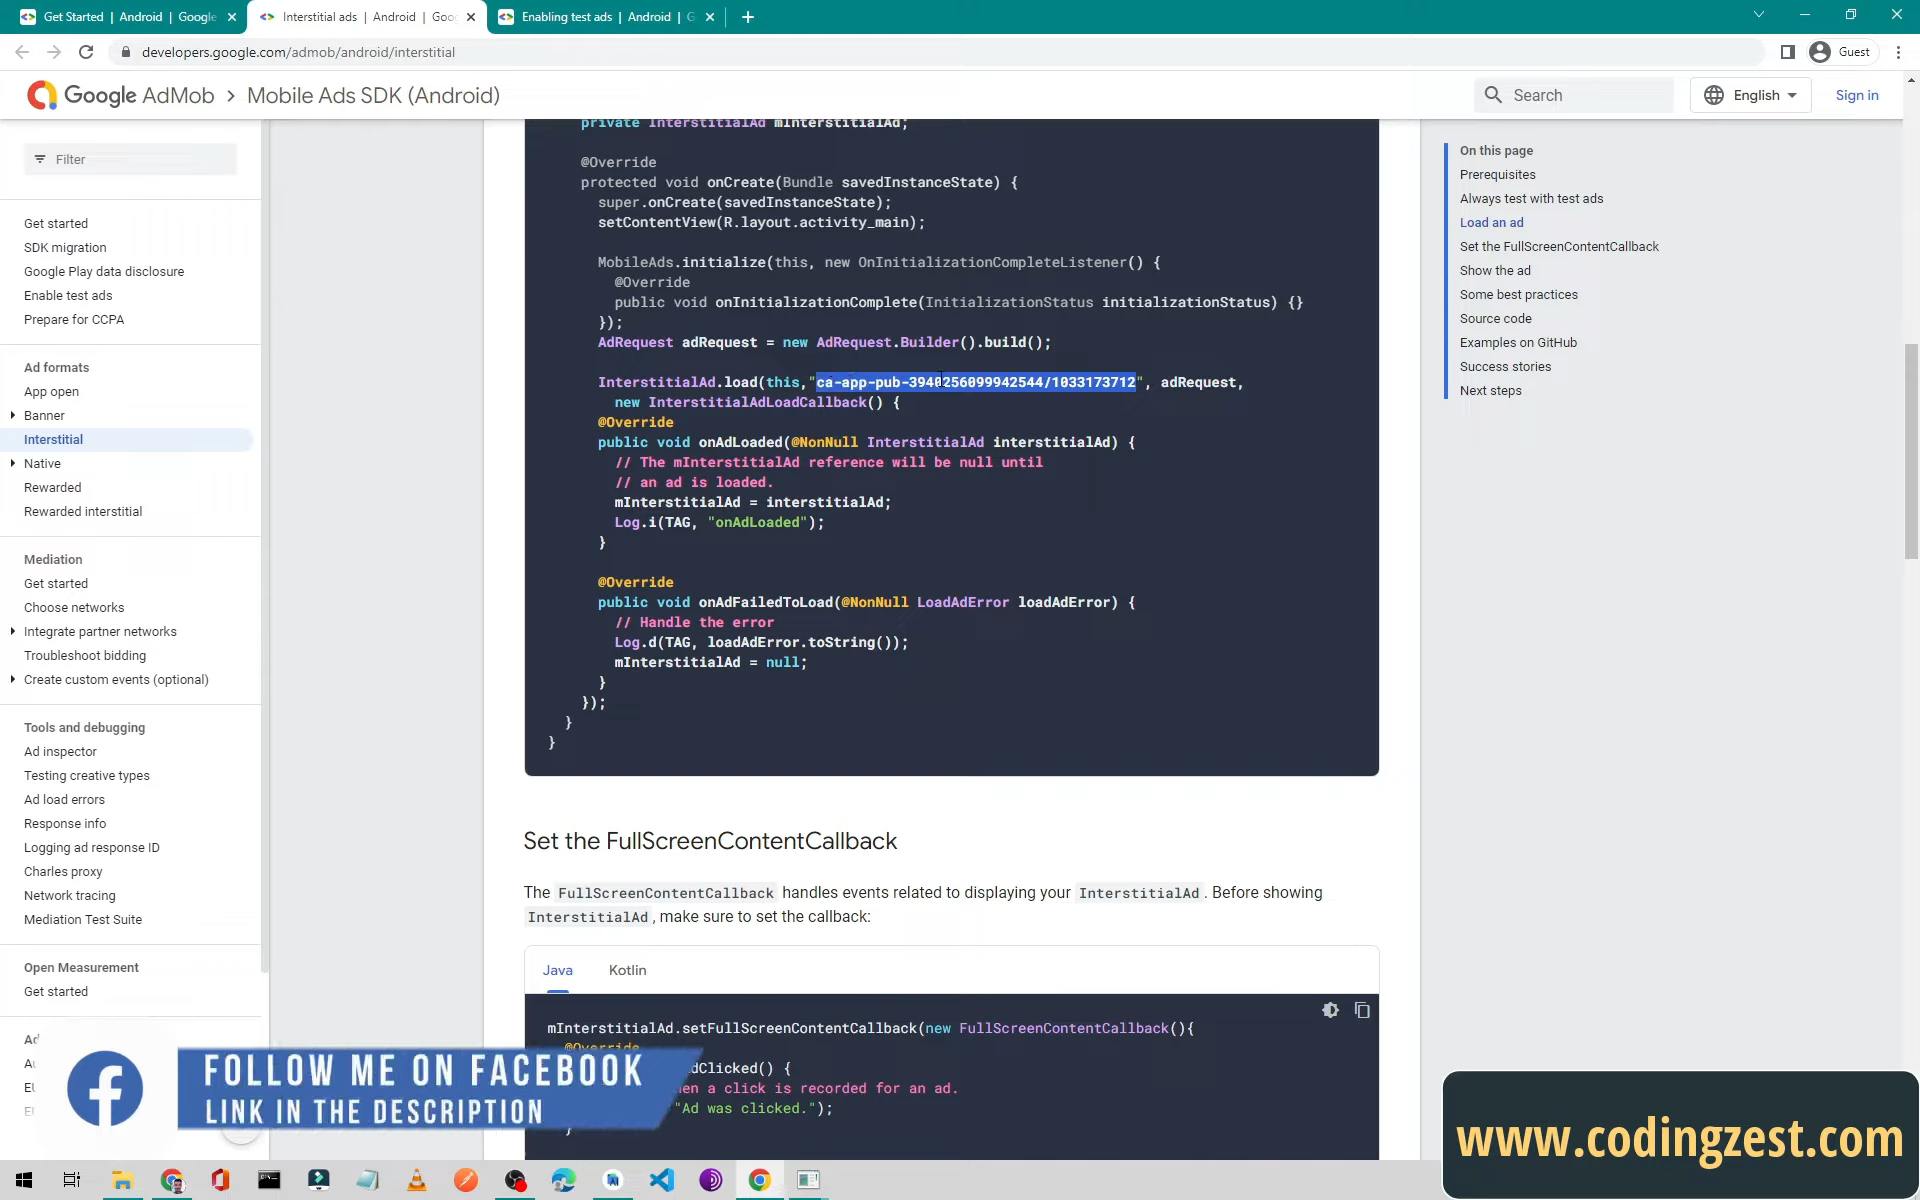 Get Started | Android | Google
Interstitial ads | Android | Goo
Enabling test ads | Android | G
developers.google.com/admob/android/interstitial
Guest
Google AdMob > Mobile Ads SDK (Android)
Search
English
Sign in
Filter
Get started
SDK migration
Google Play data disclosure
Enable test ads
Prepare for CCPA
Ad formats
App open
Banner
Interstitial
Native
Rewarded
Rewarded interstitial
Mediation
Get started
Choose networks
Integrate partner networks
Troubleshoot bidding
Create custom events (optional)
Tools and debugging
Ad inspector
Testing creative types
Ad load errors
Response info
Logging ad response ID
Charles proxy
Network tracing
Mediation Test Suite
Open Measurement
Get started
private InterstitialAd mInterstitialAd;
@Override
protected void onCreate(Bundle savedInstanceState) {
super.onCreate(savedInstanceState);
setContentView(R.layout.activity_main);
MobileAds.initialize(this, new OnInitializationCompleteListener() {
@Override
public void onInitializationComplete(InitializationStatus initializationStatus) {}
});
AdRequest adRequest = new AdRequest.Builder().build();
InterstitialAd.load(this,"ca-app-pub-3940256099942544/1033173712", adRequest,
new InterstitialAdLoadCallback() {
@Override
public void onAdLoaded(@NonNull InterstitialAd interstitialAd) {
// The mInterstitialAd reference will be null until
// an ad is loaded.
mInterstitialAd = interstitialAd;
Log.i(TAG, "onAdLoaded");
}
@Override
public void onAdFailedToLoad(@NonNull LoadAdError loadAdError) {
// Handle the error
Log.d(TAG, loadAdError.toString());
mInterstitialAd = null;
}
});
}
}
Set the FullScreenContentCallback
The FullScreenContentCallback handles events related to displaying your InterstitialAd. Before showing
InterstitialAd, make sure to set the callback:
Java Kotlin
mInterstitialAd.setFullScreenContentCallback(new FullScreenContentCallback(){
@Override
dClicked() {
en a click is recorded for an ad.
"Ad was clicked.");
}
On this page
Prerequisites
Always test with test ads
Load an ad
Set the FullScreenContentCallback
Show the ad
Some best practices
Source code
Examples on GitHub
Success stories
Next steps
FOLLOW ME ON FACEBOOK
LINK IN THE DESCRIPTION
www.codingzest.com